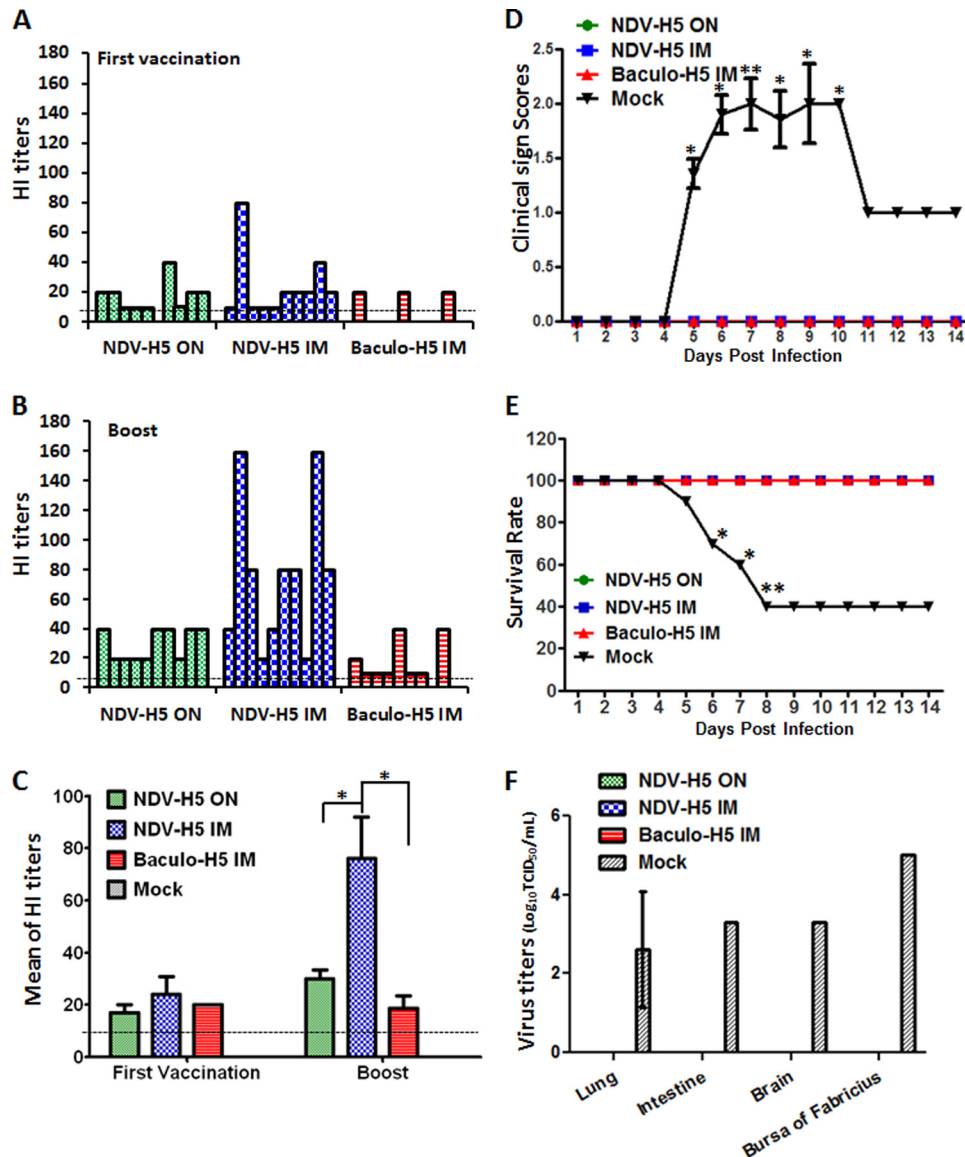 A
First vaccination
HI titers
180
160
140
120
100
80
60
40
20
0
NDV-H5 ON NDV-H5 IM Baculo-H5 IM
B
Boost
HI titers
180
160
140
120
100
80
60
40
20
0
NDV-H5 ON NDV-H5 IM Baculo-H5 IM
C
NDV-H5 ON
NDV-H5 IM
Baculo-H5 IM
Mock
* *
Mean of HI titers
100
80
60
40
20
0
First Vaccination Boost
D
NDV-H5 ON
NDV-H5 IM
Baculo-H5 IM
Mock
* * ** * * *
Clinical sign Scores
2.5
2.0
1.5
1.0
0.5
0.0
1 2 3 4 5 6 7 8 9 10 11 12 13 14
Days Post Infection
E
Survival Rate
120
100
80
60
40
20
00
* * **
NDV-H5 ON
NDV-H5 IM
Baculo-H5 IM
Mock
1 2 3 4 5 6 7 8 9 10 11 12 13 14
Days Post Infection
F
NDV-H5 ON
NDV-H5 IM
Baculo-H5 IM
Mock
Virus titers (Log10TCID50/mL)
6
4
2
0
Lung
Intestine
Brain
Bursa of Fabricius